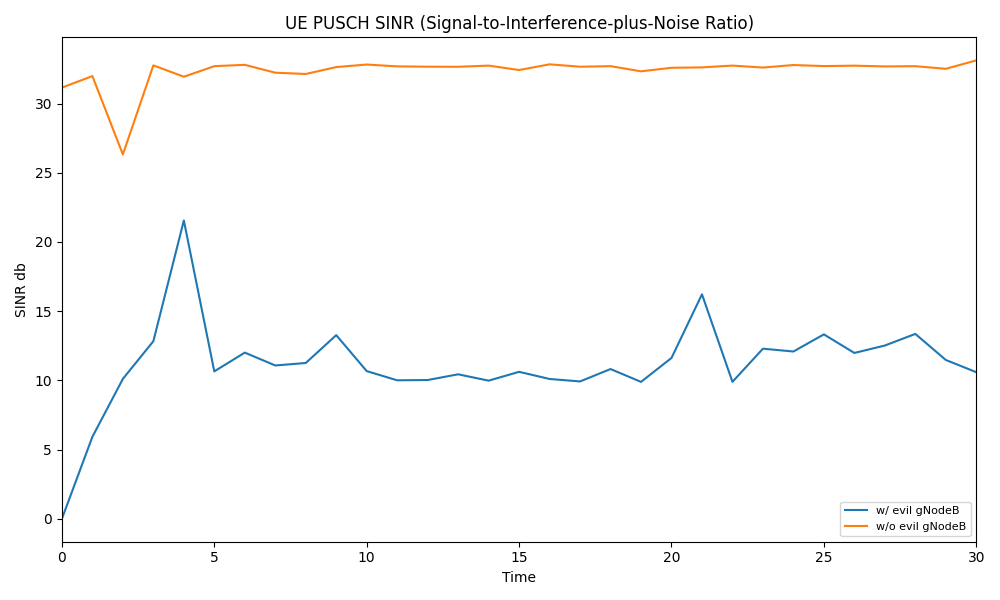 UE PUSCH SINR (Signal-to-Interference-plus-Noise Ratio)
SINR db
30
25
20
15
10
5
0
0 5 10 15 20 25 30
Time
w/ evil gNodeB
w/o evil gNodeB